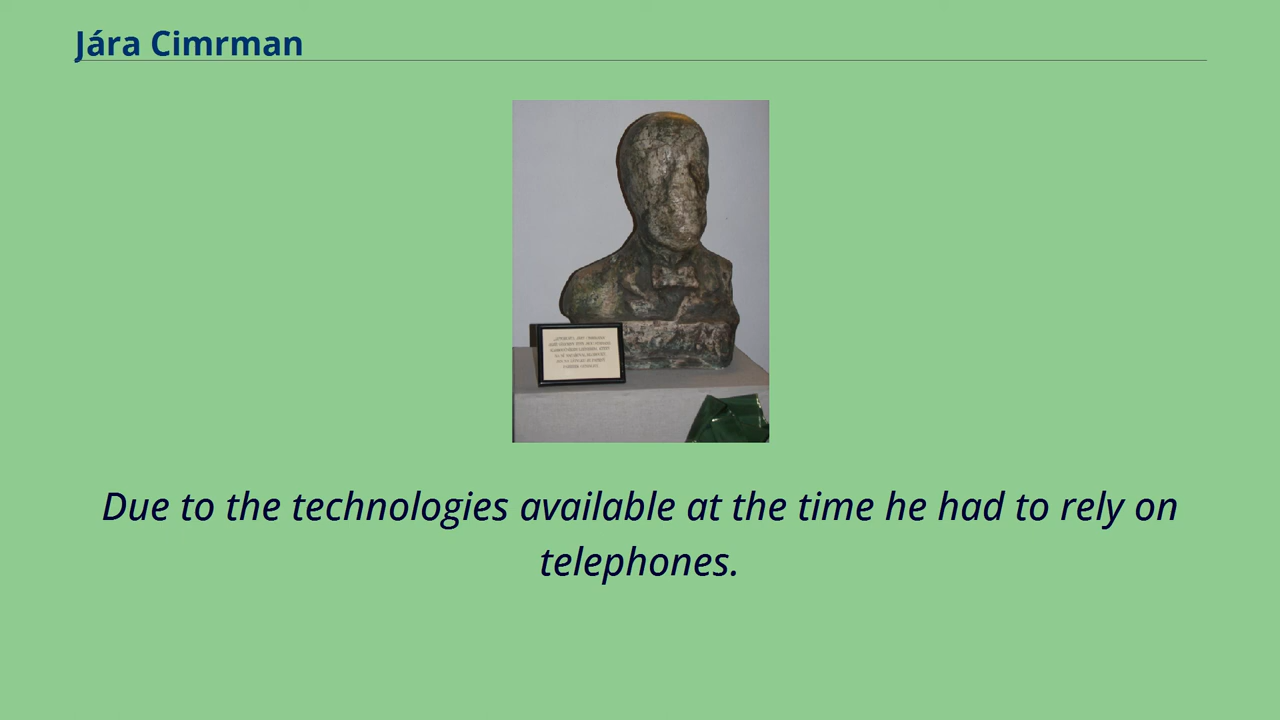 Jára Cimrman
Due to the technologies available at the time he had to rely on
telephones.